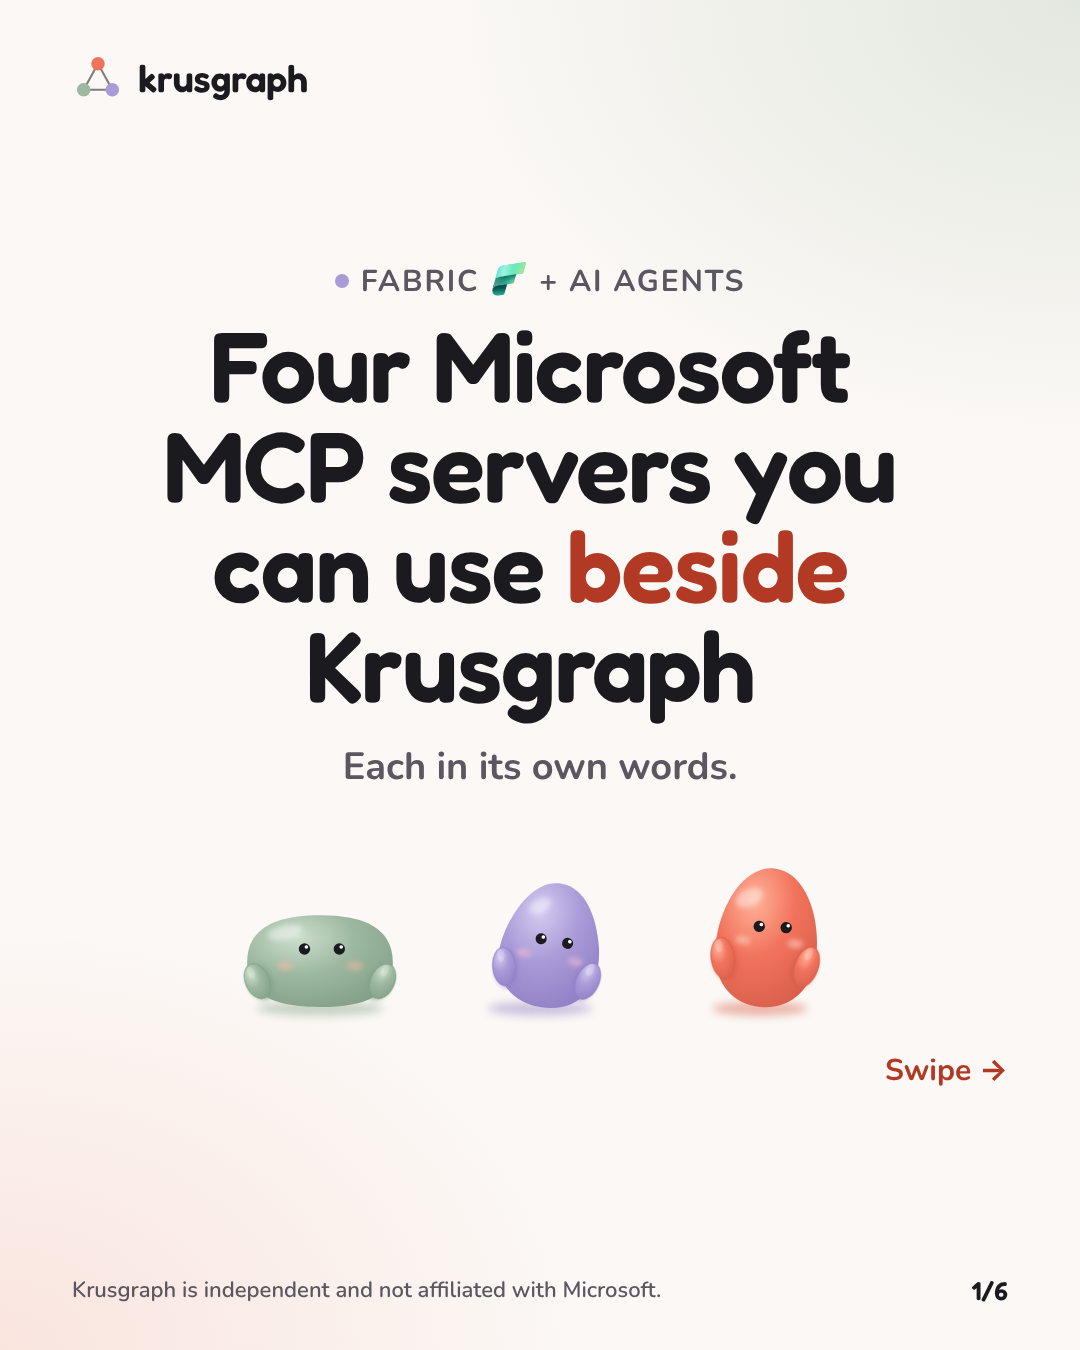 krusgraph
FABRIC + AI AGENTS
Four Microsoft
MCP servers you
can use beside
Krusgraph
Each in its own words.
Swipe →
Krusgraph is independent and not affiliated with Microsoft.
1/6